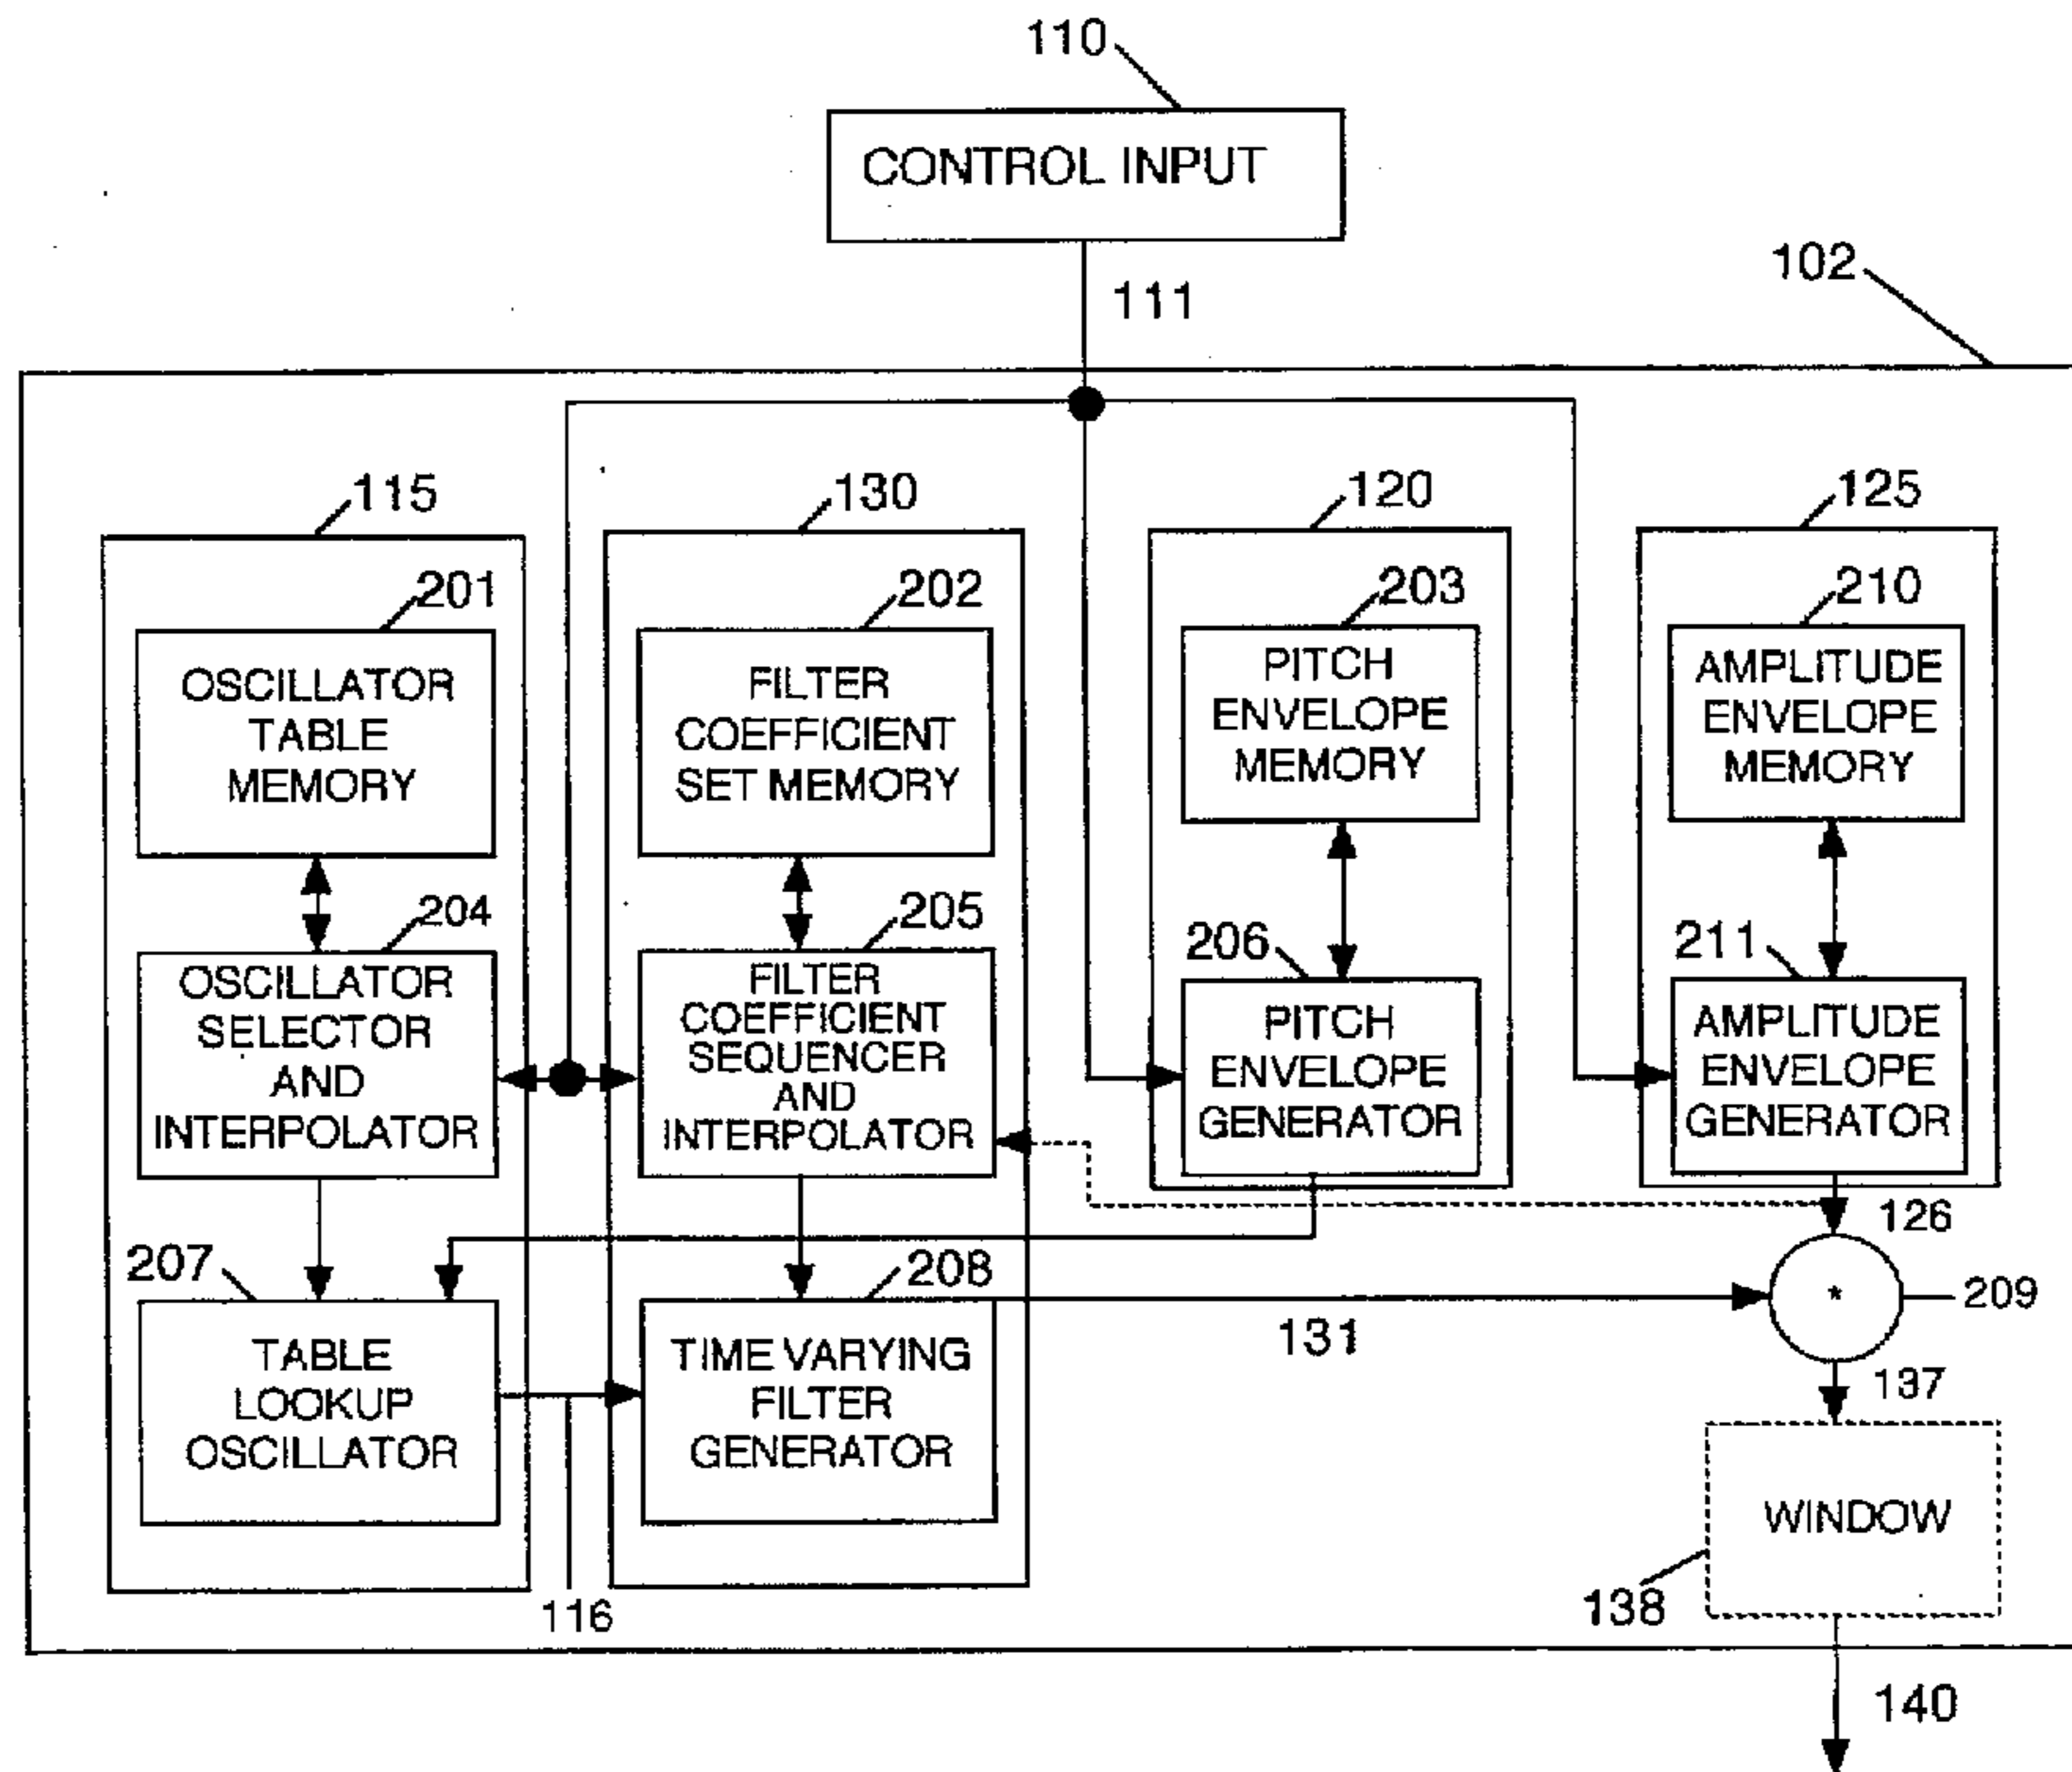 110
CONTROL INPUT
111
102
115
130
120
125
201
202
203
210
OSCILLATOR
TABLE
MEMORY
FILTER
COEFFICIENT
SET MEMORY
PITCH
ENVELOPE
MEMORY
AMPLITUDE
ENVELOPE
MEMORY
204
205
206
211
OSCILLATOR
SELECTOR
AND
INTERPOLATOR
FILTER
COEFFICIENT
SEQUENCER
AND
INTERPOLATOR
PITCH
ENVELOPE
GENERATOR
AMPLITUDE
ENVELOPE
GENERATOR
126
207
208
*
209
131
TABLE
LOOKUP
OSCILLATOR
TIME VARYING
FILTER
GENERATOR
137
WINDOW
138
116
140